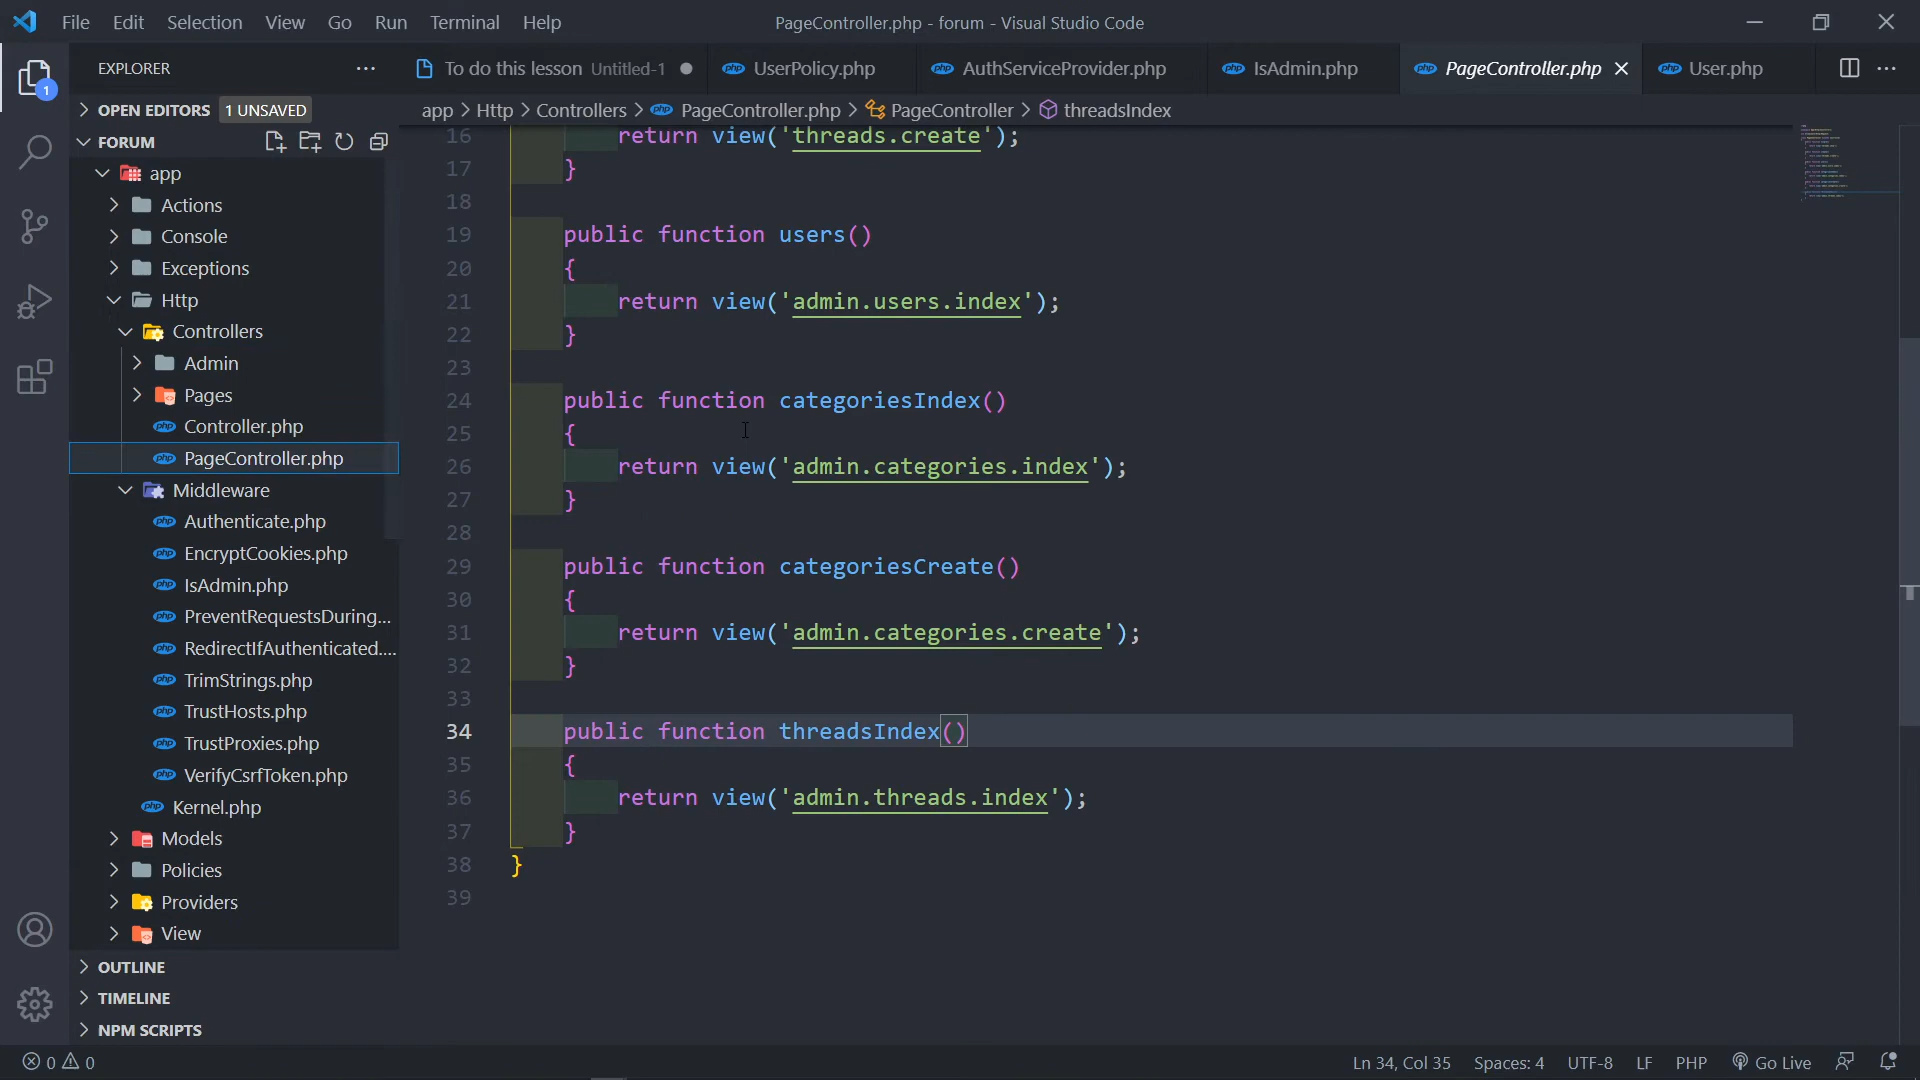 File Edit Selection View Go Run Terminal Help
PageController.php - forum - Visual Studio Code
EXPLORER
To do this lesson Untitled-1
UserPolicy.php
AuthServiceProvider.php
IsAdmin.php
PageController.php
User.php
OPEN EDITORS 1 UNSAVED
app > Http > Controllers > PageController.php > PageController > threadsIndex
FORUM
app
Actions
Console
Exceptions
Http
Controllers
Admin
Pages
Controller.php
PageController.php
Middleware
Authenticate.php
EncryptCookies.php
IsAdmin.php
PreventRequestsDuring...
RedirectIfAuthenticated....
TrimStrings.php
TrustHosts.php
TrustProxies.php
VerifyCsrfToken.php
Kernel.php
Models
Policies
Providers
View
OUTLINE
TIMELINE
NPM SCRIPTS
1
16 return view('threads.create');
17 }
18
19 public function users()
20 {
21 return view('admin.users.index');
22 }
23
24 public function categoriesIndex()
25 {
26 return view('admin.categories.index');
27 }
28
29 public function categoriesCreate()
30 {
31 return view('admin.categories.create');
32 }
33
34 public function threadsIndex()
35 {
36 return view('admin.threads.index');
37 }
38 }
39
0 0
Ln 34, Col 35 Spaces: 4 UTF-8 LF PHP Go Live